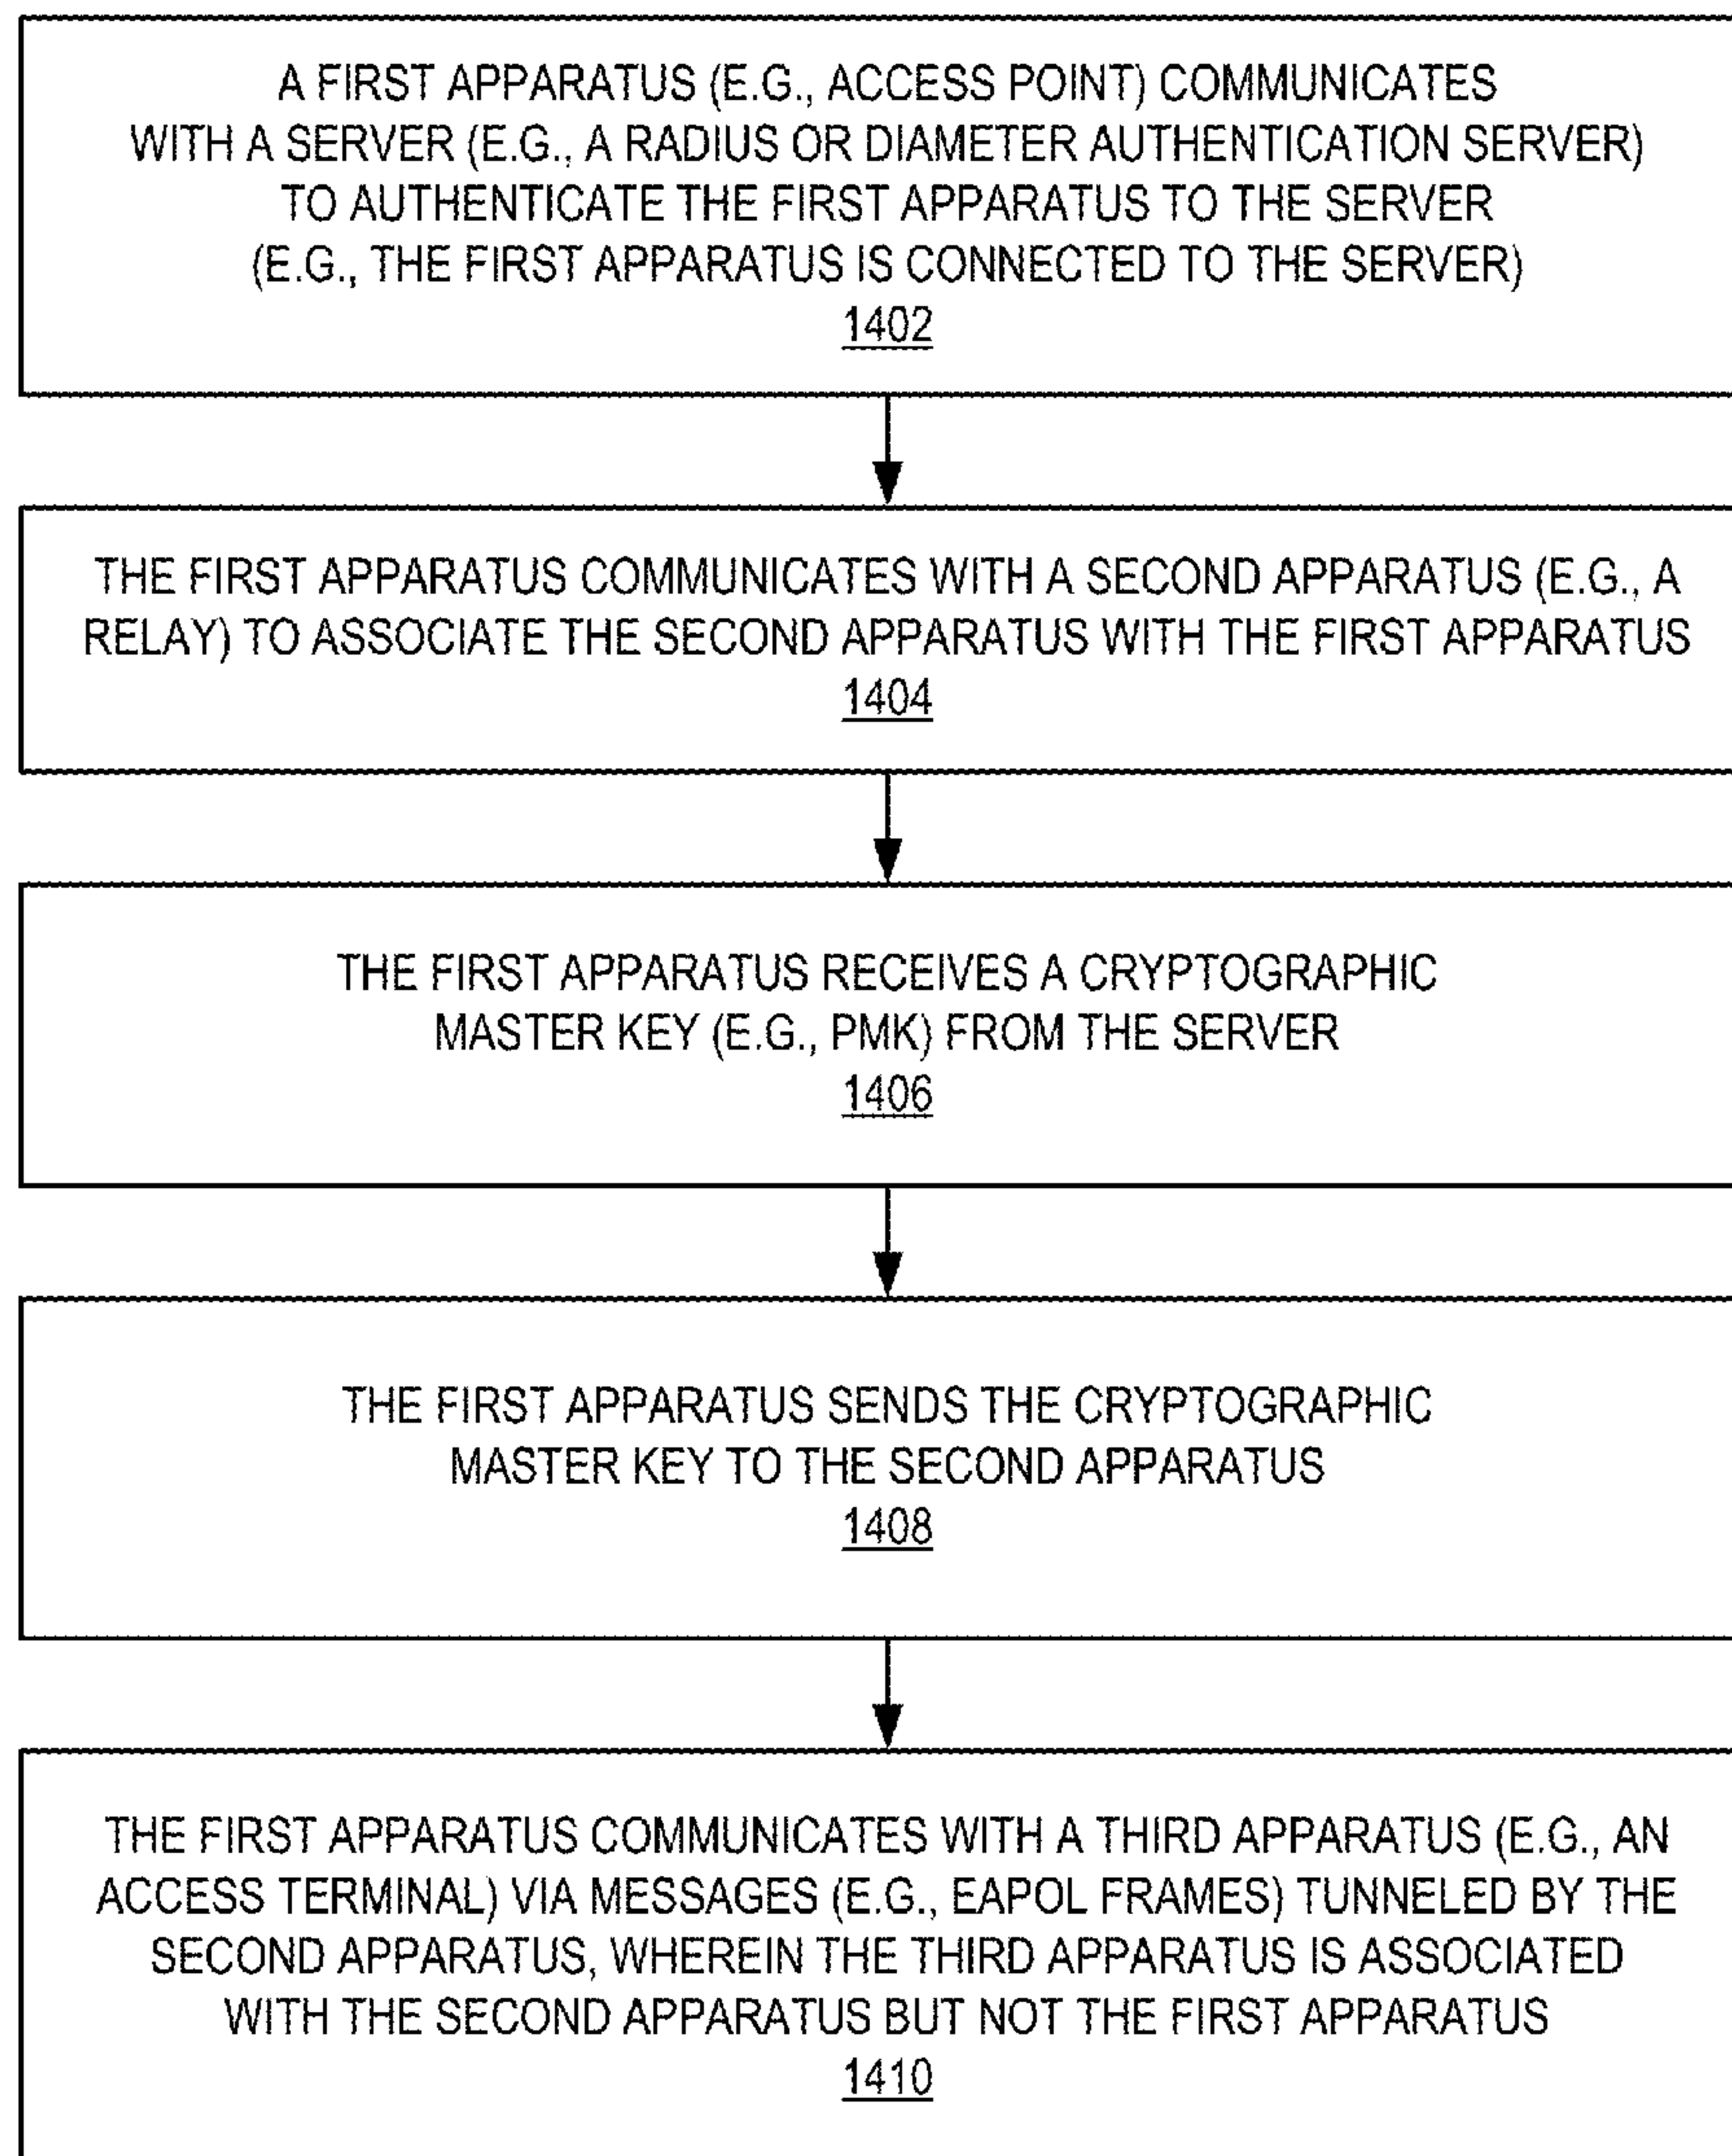 A FIRST APPARATUS (E.G., ACCESS POINT) COMMUNICATES
WITH A SERVER (E.G., A RADIUS OR DIAMETER AUTHENTICATION SERVER)
TO AUTHENTICATE THE FIRST APPARATUS TO THE SERVER
(E.G., THE FIRST APPARATUS IS CONNECTED TO THE SERVER)
1402
THE FIRST APPARATUS COMMUNICATES WITH A SECOND APPARATUS (E.G., A
RELAY) TO ASSOCIATE THE SECOND APPARATUS WITH THE FIRST APPARATUS
1404
THE FIRST APPARATUS RECEIVES A CRYPTOGRAPHIC
MASTER KEY (E.G., PMK) FROM THE SERVER
1406
THE FIRST APPARATUS SENDS THE CRYPTOGRAPHIC
MASTER KEY TO THE SECOND APPARATUS
1408
THE FIRST APPARATUS COMMUNICATES WITH A THIRD APPARATUS (E.G., AN
ACCESS TERMINAL) VIA MESSAGES (E.G., EAPOL FRAMES) TUNNELED BY THE
SECOND APPARATUS, WHEREIN THE THIRD APPARATUS IS ASSOCIATED
WITH THE SECOND APPARATUS BUT NOT THE FIRST APPARATUS
1410